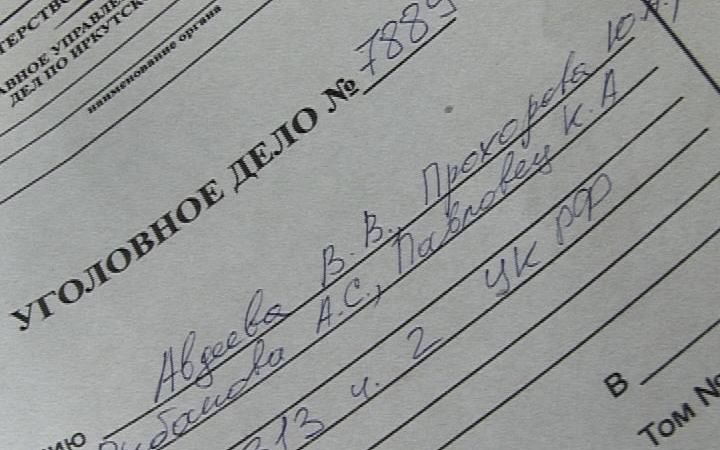 ТЕРСТВО
АВНОЕ УПРАВЛЕ
ДЕЛ ПО ИРКУТСК
наименование органа
УГОЛОВНОЕ ДЕЛО № 7889
Авдеева В. В., Прохорова Ю.А.,
А.С., Павловец К.А
313 ч. 2 УК РФ
В
Том №